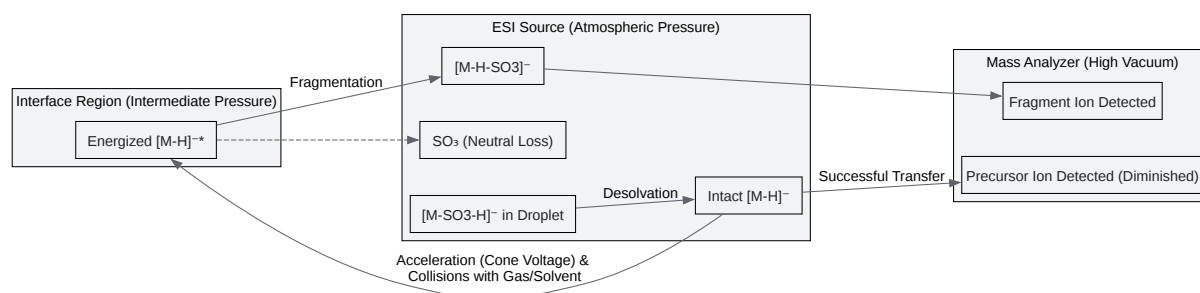 ESI Source (Atmospheric Pressure)
[M-H-SO3]⁻
Mass Analyzer (High Vacuum)
Fragmentation
Interface Region (Intermediate Pressure)
Fragment Ion Detected
Energized [M-H]⁻*
SO₃ (Neutral Loss)
Successful Transfer
Precursor Ion Detected (Diminished)
Desolvation
Intact [M-H]⁻
[M-SO3-H]⁻ in Droplet
Acceleration (Cone Voltage) &
Collisions with Gas/Solvent